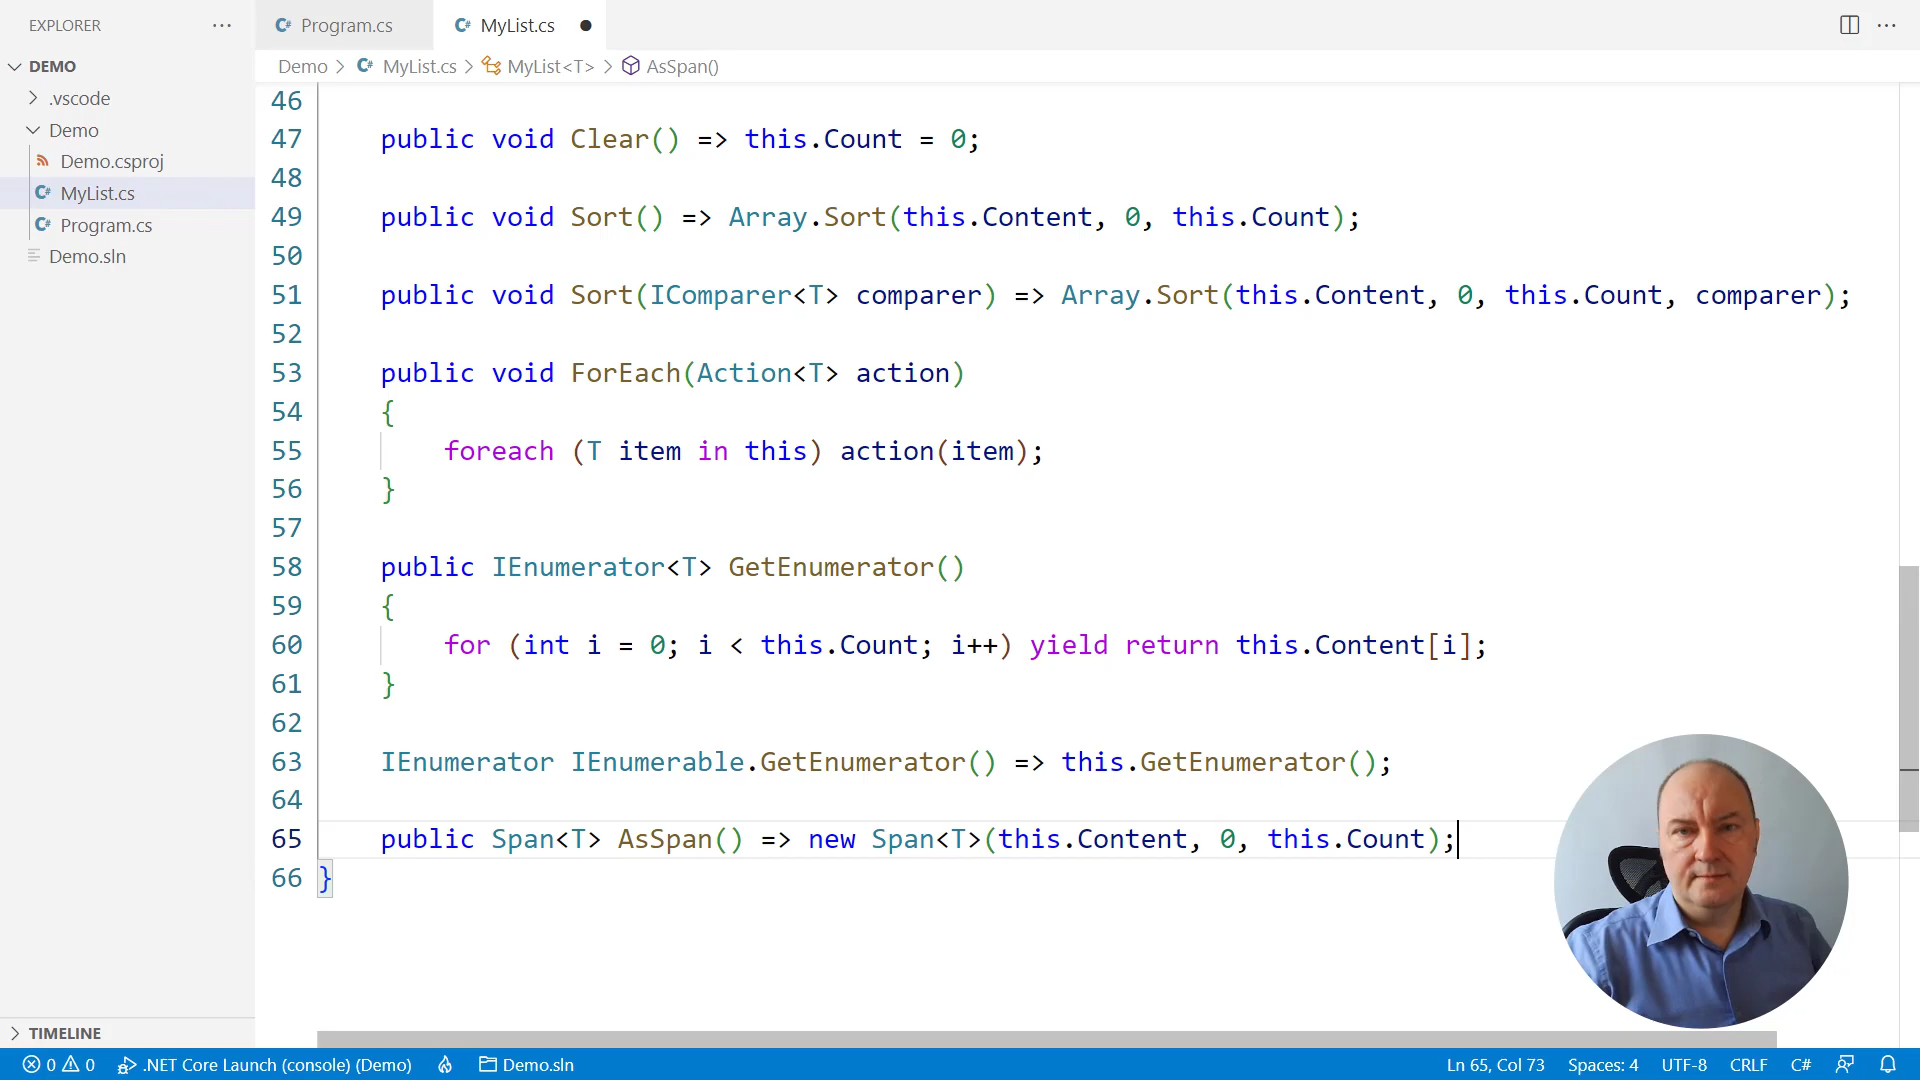 EXPLORER ···
C# Program.cs
C# MyList.cs ●
···
DEMO
.vscode
Demo
Demo.csproj
C# MyList.cs
C# Program.cs
Demo.sln
TIMELINE
Demo > C# MyList.cs > MyList<T> > AsSpan()
46
47 public void Clear() => this.Count = 0;
48
49 public void Sort() => Array.Sort(this.Content, 0, this.Count);
50
51 public void Sort(IComparer<T> comparer) => Array.Sort(this.Content, 0, this.Count, comparer);
52
53 public void ForEach(Action<T> action)
54 {
55 foreach (T item in this) action(item);
56 }
57
58 public IEnumerator<T> GetEnumerator()
59 {
60 for (int i = 0; i < this.Count; i++) yield return this.Content[i];
61 }
62
63 IEnumerator IEnumerable.GetEnumerator() => this.GetEnumerator();
64
65 public Span<T> AsSpan() => new Span<T>(this.Content, 0, this.Count);
66 }
0 0 .NET Core Launch (console) (Demo) Demo.sln Ln 65, Col 73 Spaces: 4 UTF-8 CRLF C#